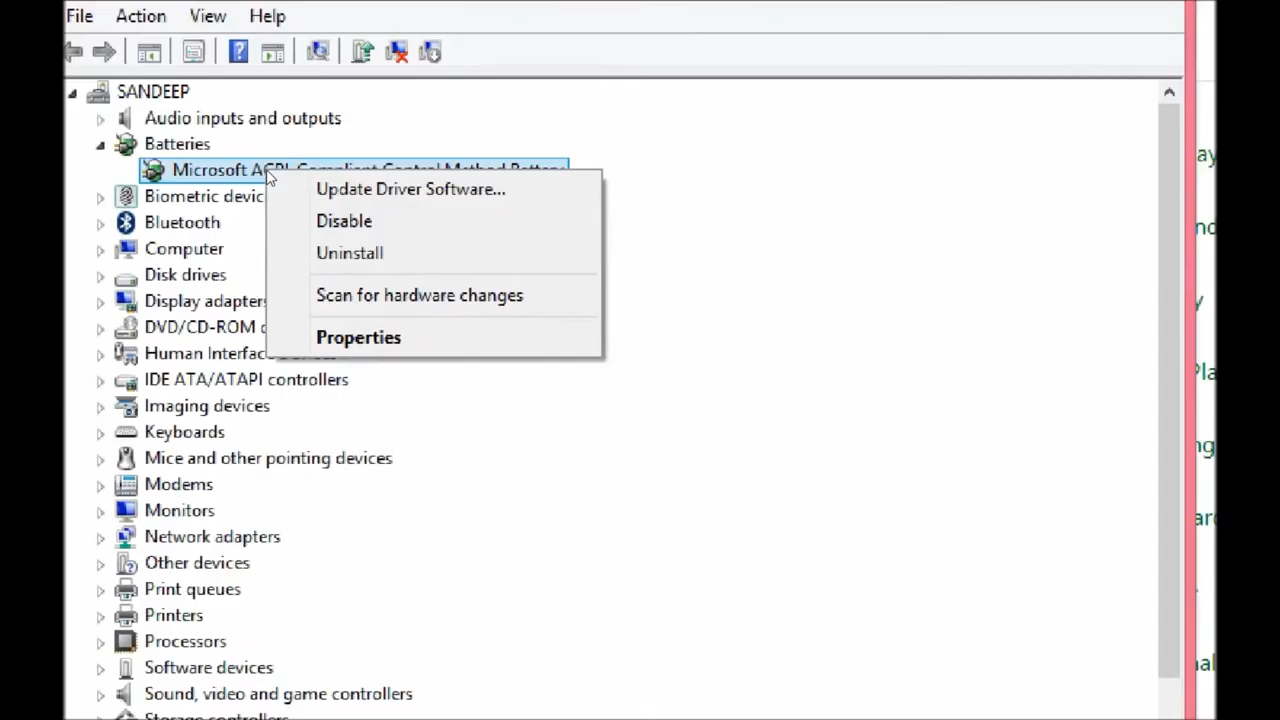 File Action View Help
SANDEEP
Audio inputs and outputs
Batteries
Microsoft ACPI-Compliant Control Method Battery
Update Driver Software...
Biometric devic
Disable
Bluetooth
Computer
Uninstall
Disk drives
Scan for hardware changes
Display adapters
DVD/CD-ROM
Properties
Human Interface Devices
IDE ATA/ATAPI controllers
Imaging devices
Keyboards
Mice and other pointing devices
Modems
Monitors
Network adapters
Other devices
Print queues
Printers
Processors
Software devices
Sound, video and game controllers
Storage controllers